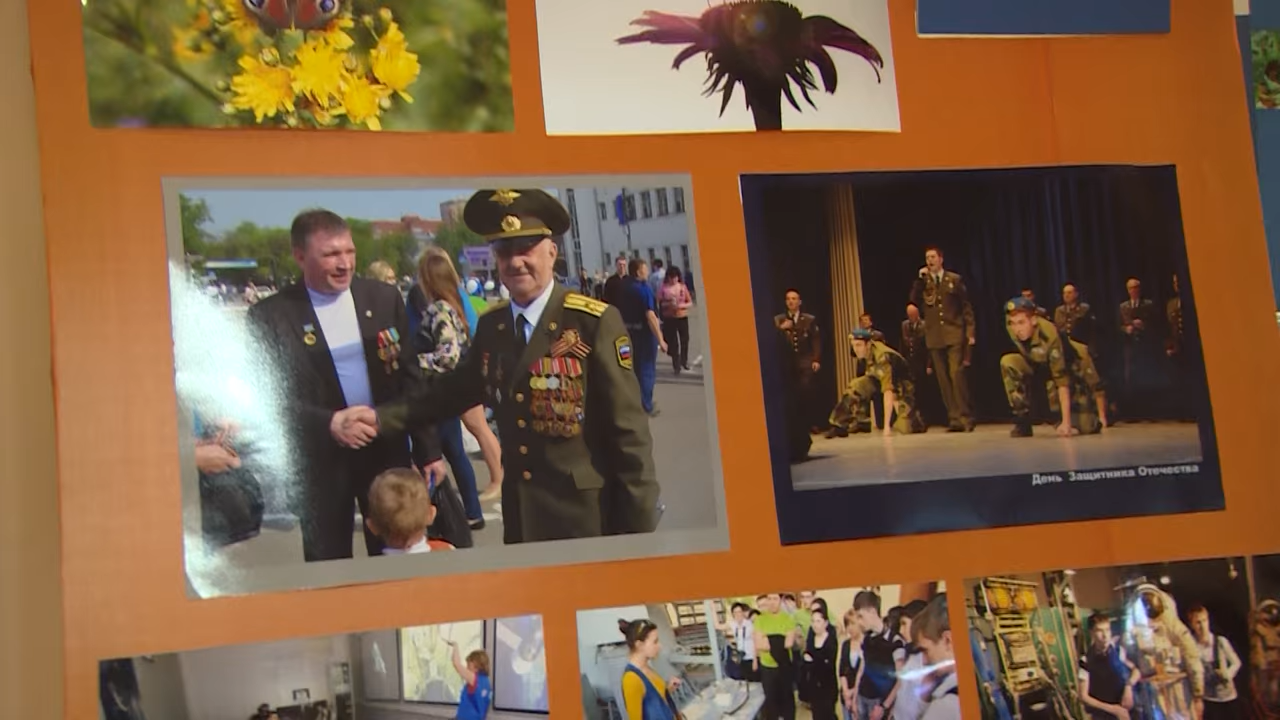 День Защитника Отечества